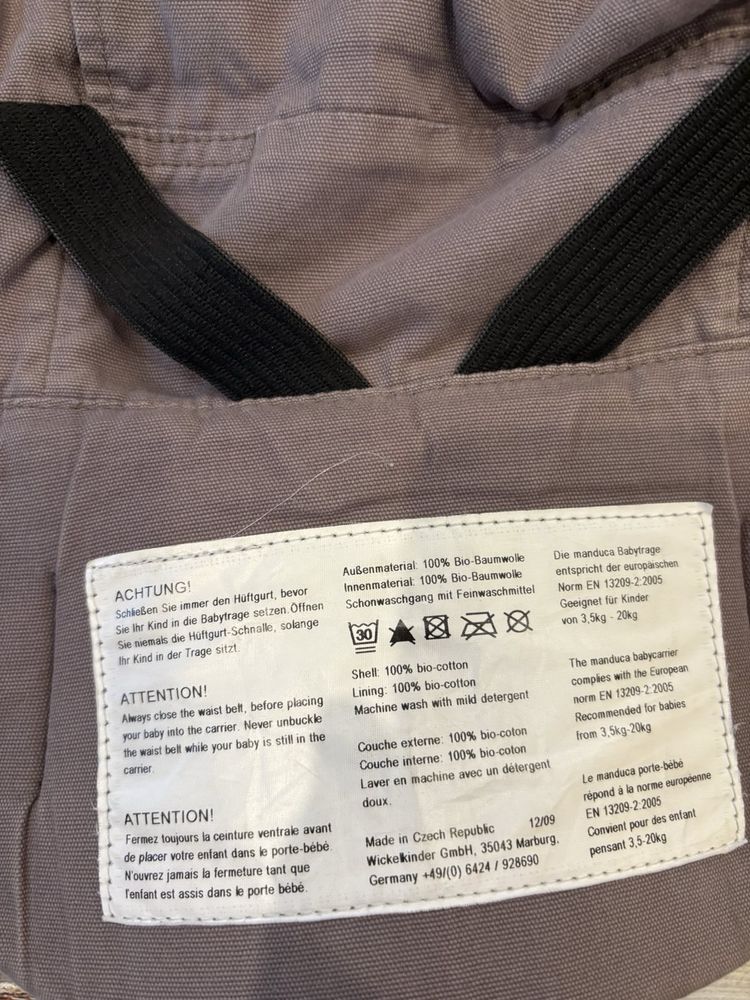 ACHTUNG!
Schließen Sie immer den Hüftgurt, bevor
Sie Ihr Kind in die Babytrage setzen.Öffnen
Sie niemals die Hüftgurt-Schnalle, solange
Ihr Kind in der Trage sitzt.
ATTENTION!
Always close the waist belt, before placing
your baby into the carrier. Never unbuckle
the waist belt while your baby is still in the
carrier.
ATTENTION!
Fermez toujours la ceinture ventrale avant
de placer votre enfant dans le porte-bébé.
N'ouvrez jamais la fermeture tant que
l'enfant est assis dans le porte bébé.
Außenmaterial: 100% Bio-Baumwolle
Innenmaterial: 100% Bio-Baumwolle
Schonwaschgang mit Feinwaschmittel
30
Shell: 100% bio-cotton
Lining: 100% bio-cotton
Machine wash with mild detergent
Couche externe: 100% bio-coton
Couche interne: 100% bio-coton
Laver en machine avec un détergent
doux.
Made in Czech Republic 12/09
Wickelkinder GmbH, 35043 Marburg,
Germany +49/(0) 6424 / 928690
Die manduca Babytrage
entspricht der europäischen
Norm EN 13209-2:2005
Geeignet für Kinder
von 3,5kg - 20kg
The manduca babycarrier
complies with the European
norm EN 13209-2:2005
Recommended for babies
from 3,5kg-20kg
Le manduca porte-bébé
répond á la norme européenne
EN 13209-2:2005
Convient pour des enfant
pensant 3,5-20kg